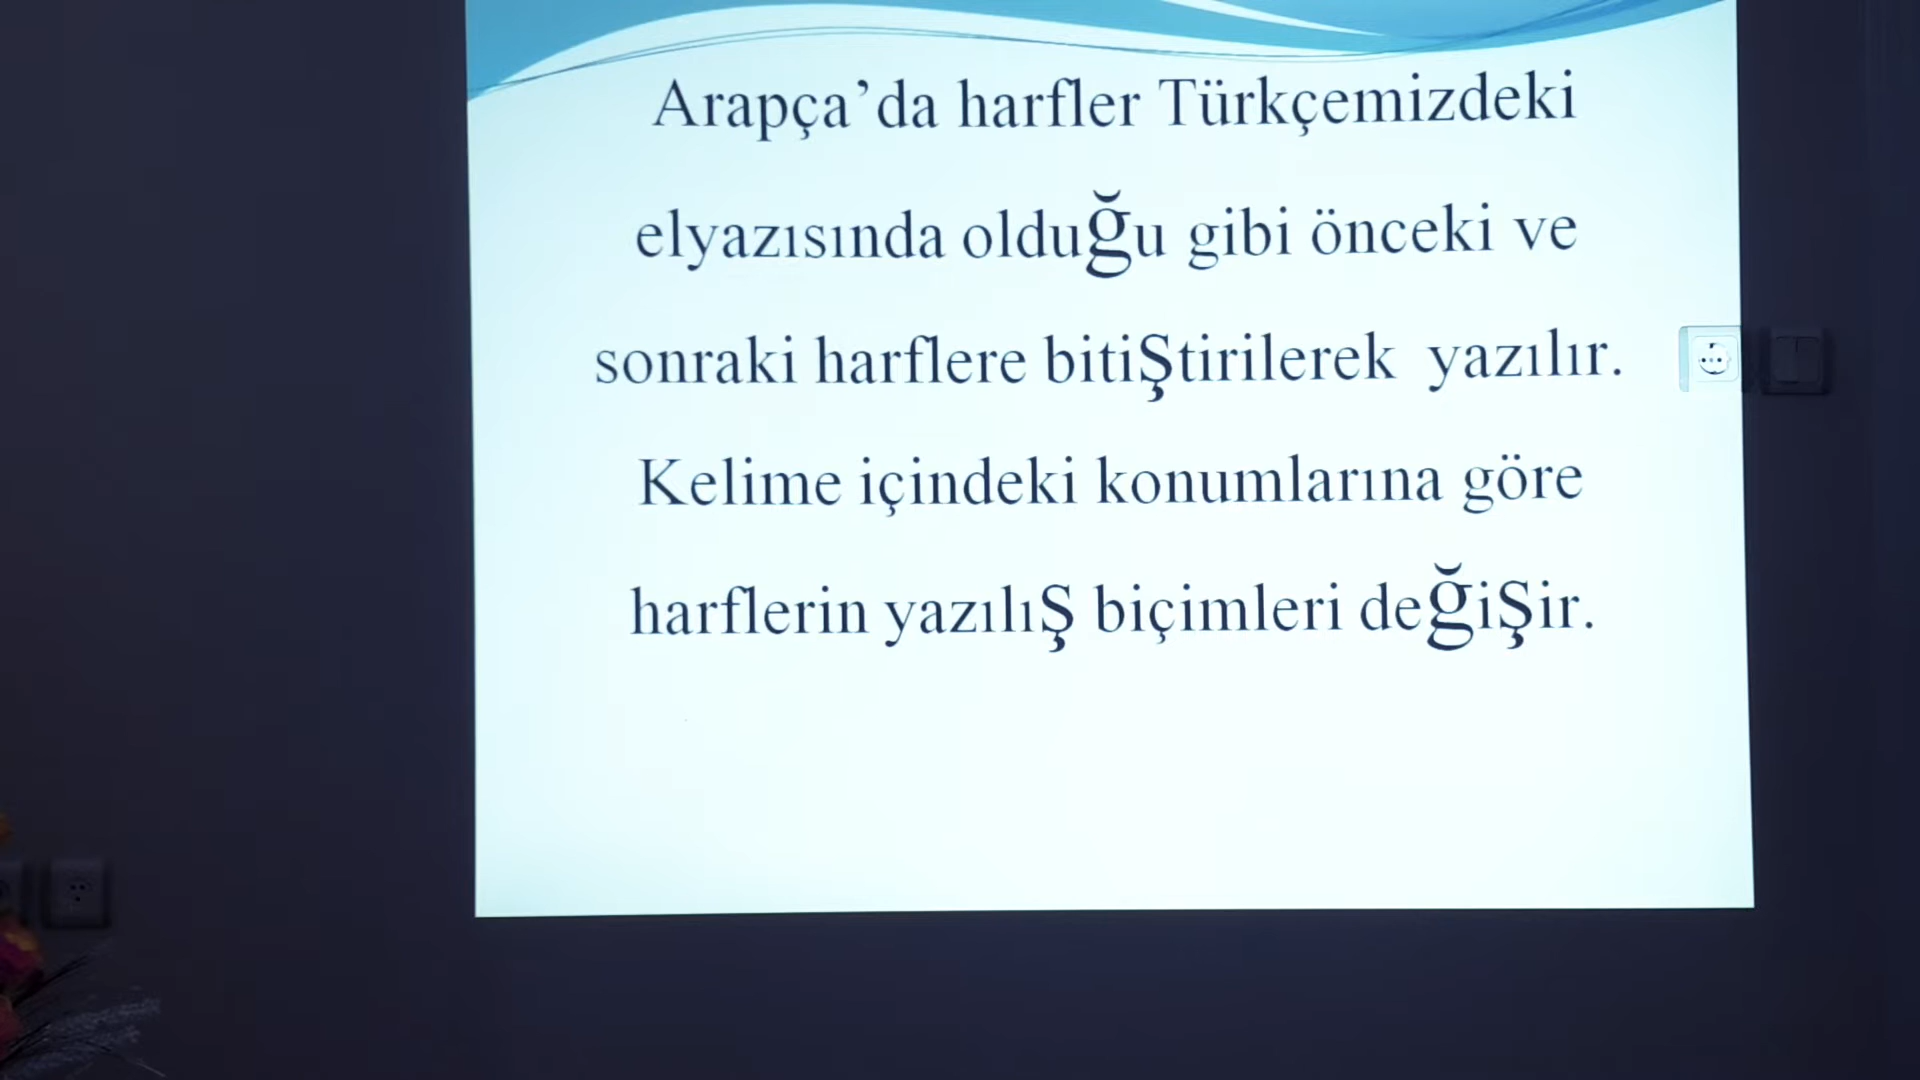 Arapça’da harfler Türkçemizdeki
elyazısında olduğu gibi önceki ve
sonraki harflere bitiştirilerek yazılır.
Kelime içindeki konumlarına göre
harflerin yazılış biçimleri değişir.